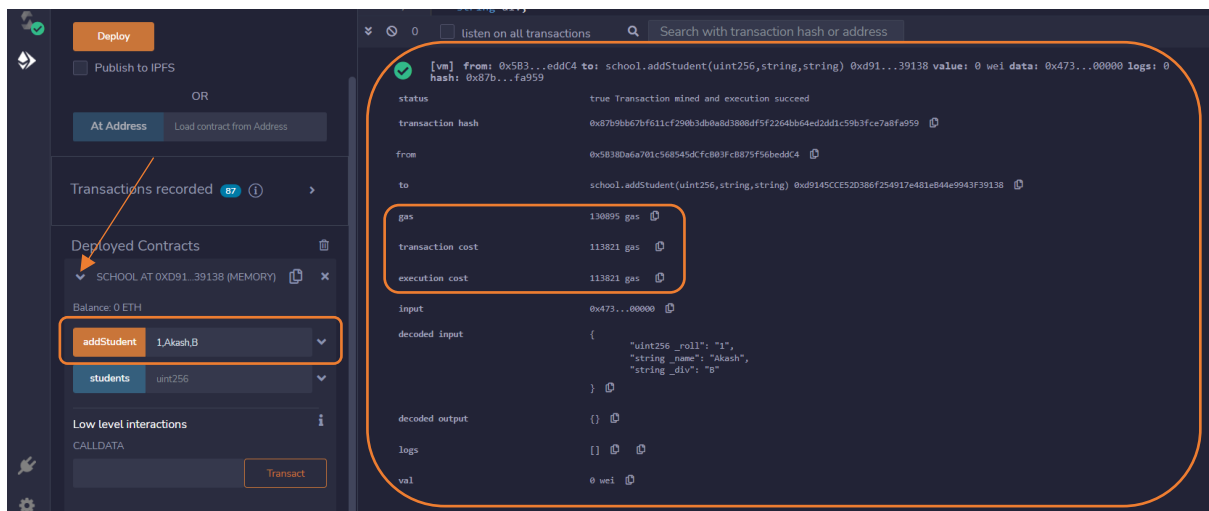 Deploy
Publish to IPFS
OR
At Address Load contract from Address
Transactions recorded 87 i
Deployed Contracts
SCHOOL AT 0XD91...39138 (MEMORY)
Balance: 0 ETH
addStudent 1,Akash,B
students uint256
Low level interactions i
CALLDATA
Transact
0 listen on all transactions Search with transaction hash or address
[vm] from: 0x5B3...eddC4 to: school.addStudent(uint256,string,string) 0xd91...39138 value: 0 wei data: 0x473...00000 logs: 0
hash: 0x87b...fa959
status true Transaction mined and execution succeed
transaction hash 0x87b9bb67bf611cf290b3db0a8d3808df5f2264bb64ed2dd1c59b3fce7a8fa959
from 0x5B38Da6a701c568545dCfcB03FcB875f56beddC4
to school.addStudent(uint256,string,string) 0xd9145CCE52D386f254917e481eB44e9943F39138
gas 130895 gas
transaction cost 113821 gas
execution cost 113821 gas
input 0x473...00000
decoded input {
"uint256 _roll": "1",
"string _name": "Akash",
"string _div": "B"
}
decoded output {}
logs []
val 0 wei